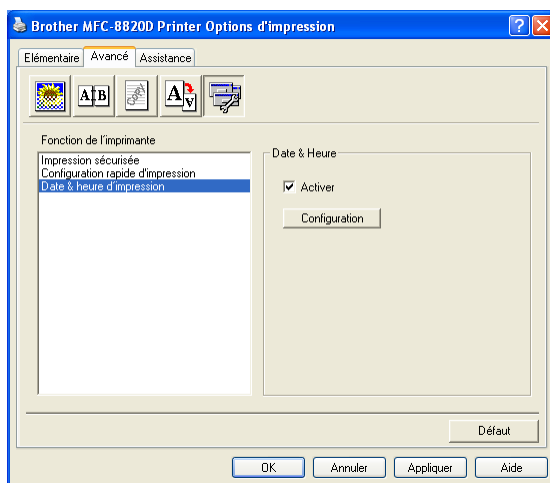 Brother MFC-8820D Printer Options d'impression
Elémentaire Avancé Assistance
A B
A
V
Fonction de l'imprimante
Impression sécurisée
Configuration rapide d'impression
Date & heure d'impression
Date & Heure
Activer
Configuration
Défaut
OK Annuler Appliquer Aide